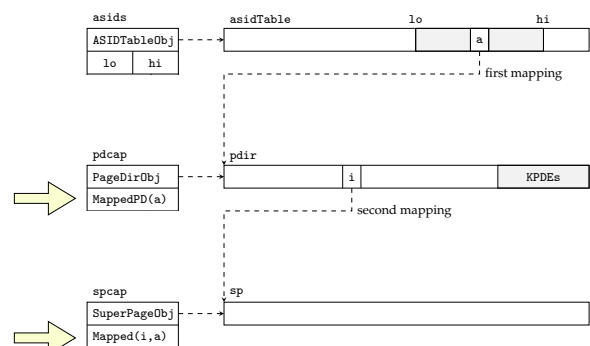 asids
asidTable lo hi
ASIDTableObj
a
lo hi
first mapping
pdcap
pdir
PageDirObj
i
KPDEs
MappedPD(a)
second mapping
spcap
sp
SuperPageObj
Mapped(i,a)